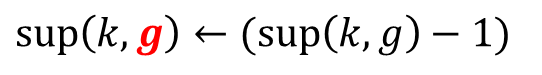 sup(k, g) ← (sup(k, g) − 1)